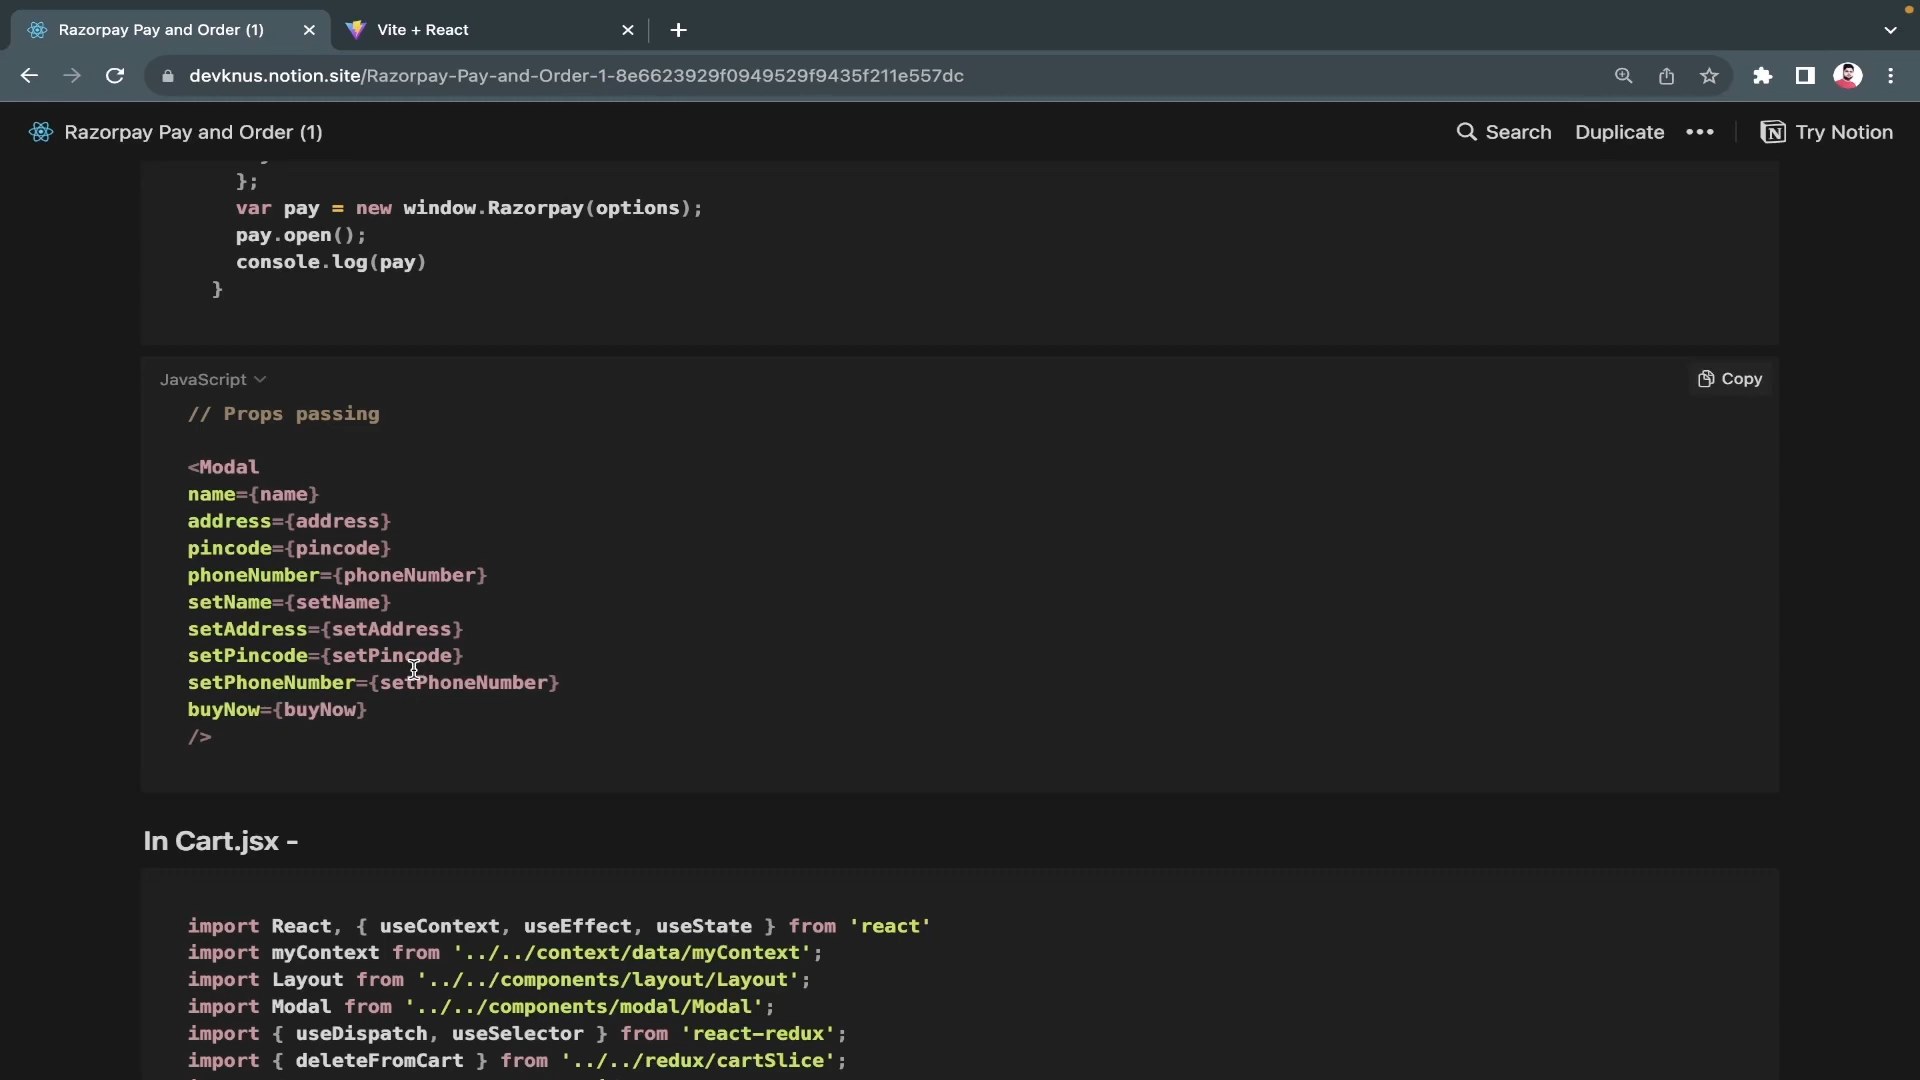 Razorpay Pay and Order (1)
Vite + React
devknus.notion.site/Razorpay-Pay-and-Order-1-8e6623929f0949529f9435f211e557dc
Razorpay Pay and Order (1)
Search
Duplicate
Try Notion
};
var pay = new window.Razorpay(options);
pay.open();
console.log(pay)
}
JavaScript
Copy
// Props passing
<Modal
name={name}
address={address}
pincode={pincode}
phoneNumber={phoneNumber}
setName={setName}
setAddress={setAddress}
setPincode={setPincode}
setPhoneNumber={setPhoneNumber}
buyNow={buyNow}
/>
In Cart.jsx -
import React, { useContext, useEffect, useState } from 'react'
import myContext from '../../context/data/myContext';
import Layout from '../../components/layout/Layout';
import Modal from '../../components/modal/Modal';
import { useDispatch, useSelector } from 'react-redux';
import { deleteFromCart } from '../../redux/cartSlice';